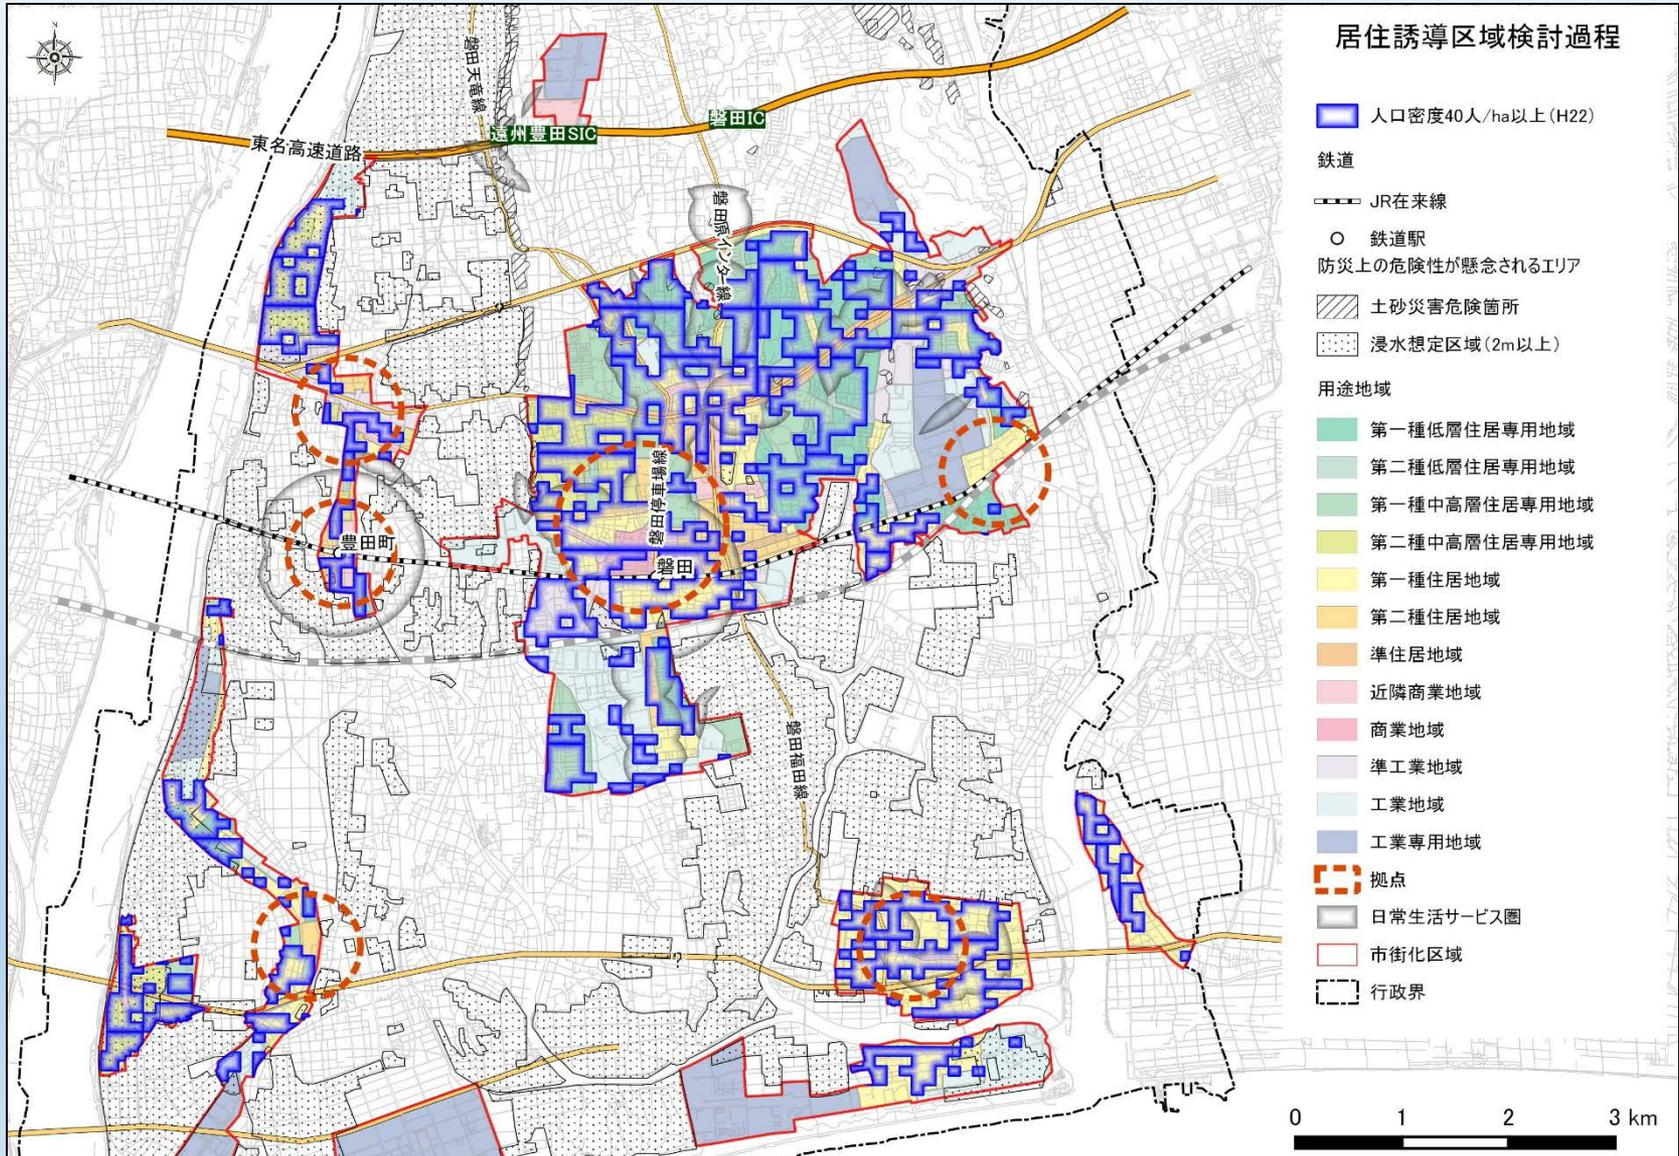 居住誘導区域検討過程
人口密度40人/ha以上(H22)
鉄道
JR在来線
鉄道駅
防災上の危険性が懸念されるエリア
土砂災害危険箇所
浸水想定区域(2m以上)
用途地域
第一種低層住居専用地域
第二種低層住居専用地域
第一種中高層住居専用地域
第二種中高層住居専用地域
第一種住居地域
第二種住居地域
準住居地域
近隣商業地域
商業地域
準工業地域
工業地域
工業専用地域
拠点
日常生活サービス圏
市街化区域
行政界
0 1 2 3 km
磐田天竜線
磐田IC
遠州豊田SIC
東名高速道路
磐田原インター線
磐田停車場線
豊田町
磐田
磐田福田線